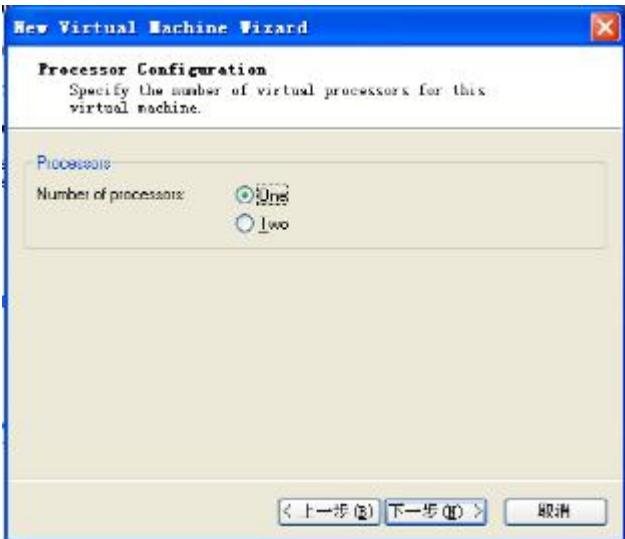 New Virtual Machine Wizard
Processor Configuration
Specify the number of virtual processors for this
virtual machine.
Processors
Number of processors:
One
Two
< 上一步(B) 下一步(N) > 取消